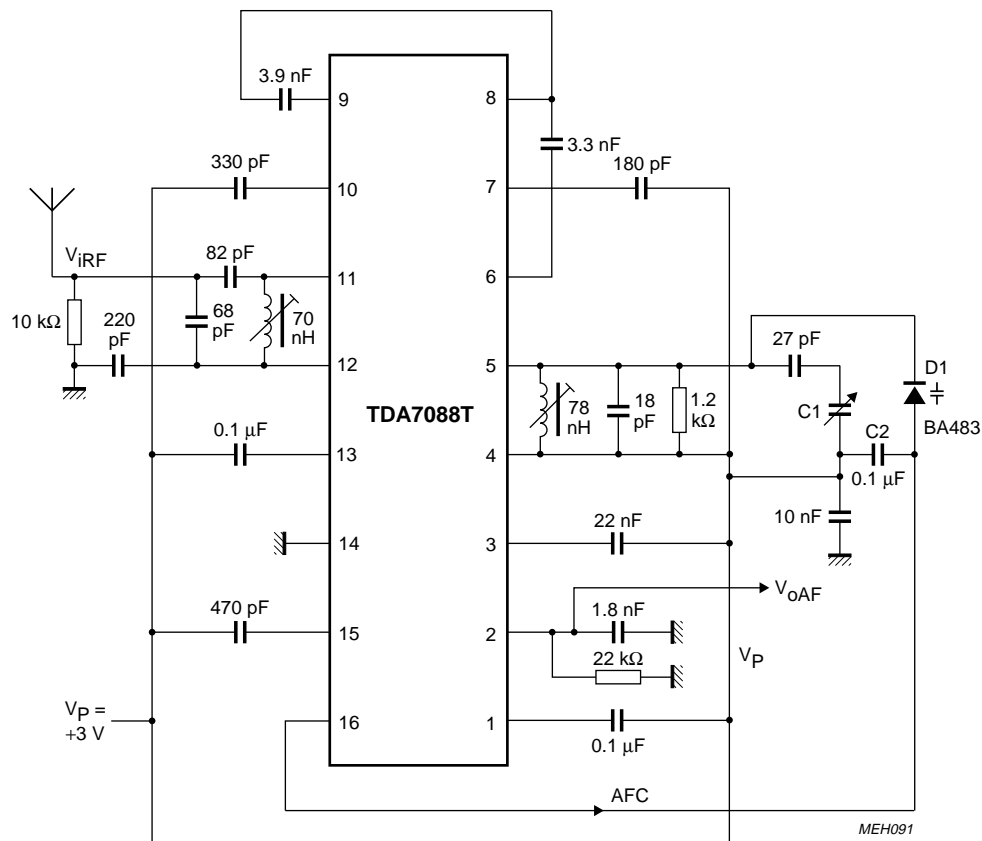 3.9 nF
9
8
3.3 nF
330 pF
180 pF
10
7
V_iRF
82 pF
11
6
10 kΩ
220 pF
68 pF
70 nH
27 pF
12
5
D1
TDA7088T
78 nH
18 pF
1.2 kΩ
C1
C2
BA483
0.1 μF
13
4
0.1 μF
10 nF
22 nF
14
3
V_oAF
470 pF
1.8 nF
15
2
22 kΩ
V_P
V_P =
+3 V
16
1
0.1 μF
AFC
MEH091